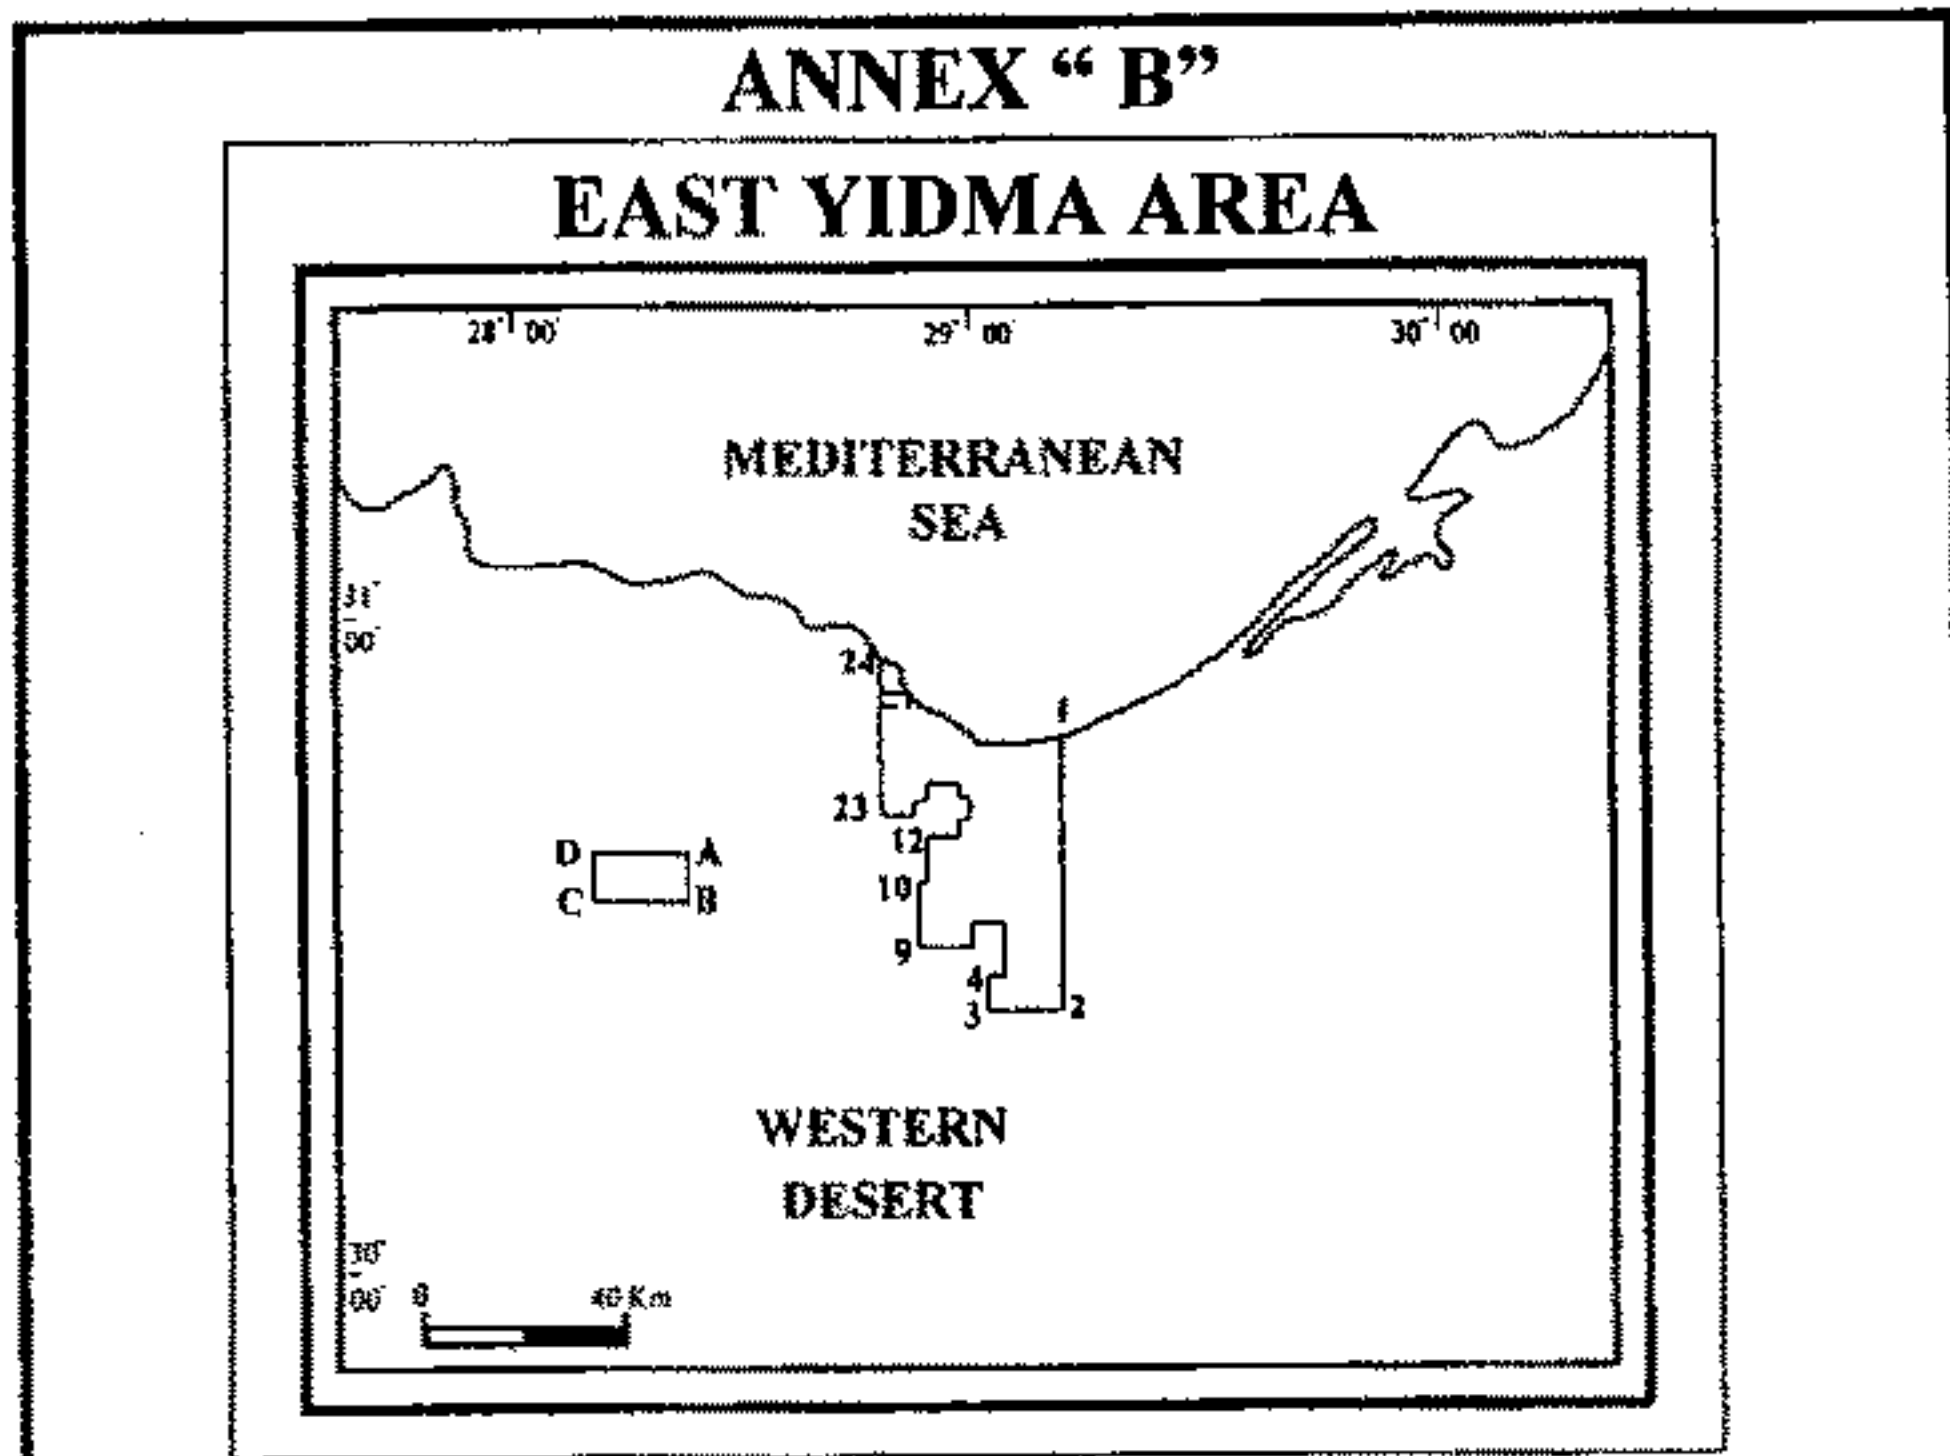 ANNEX “ B”
EAST YIDMA AREA
28° 00'
29° 00'
30° 00'
MEDITERRANEAN
SEA
31°
00'
24
1
23
12
D
A
10
C
B
9
4
3
2
WESTERN
DESERT
30°
00'
0
40 Km